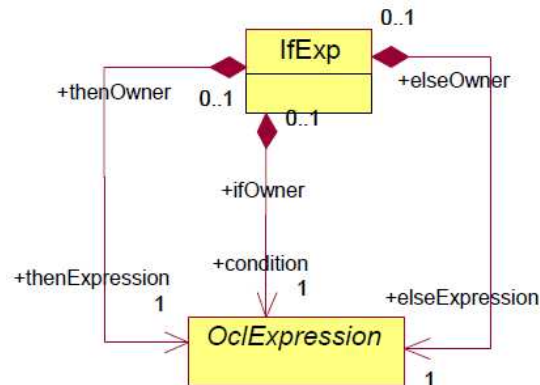 0..1
IfExp
+thenOwner
+elseOwner
0..1
0..1
+ifOwner
+condition
+thenExpression
1
1
+elseExpression
OclExpression
1